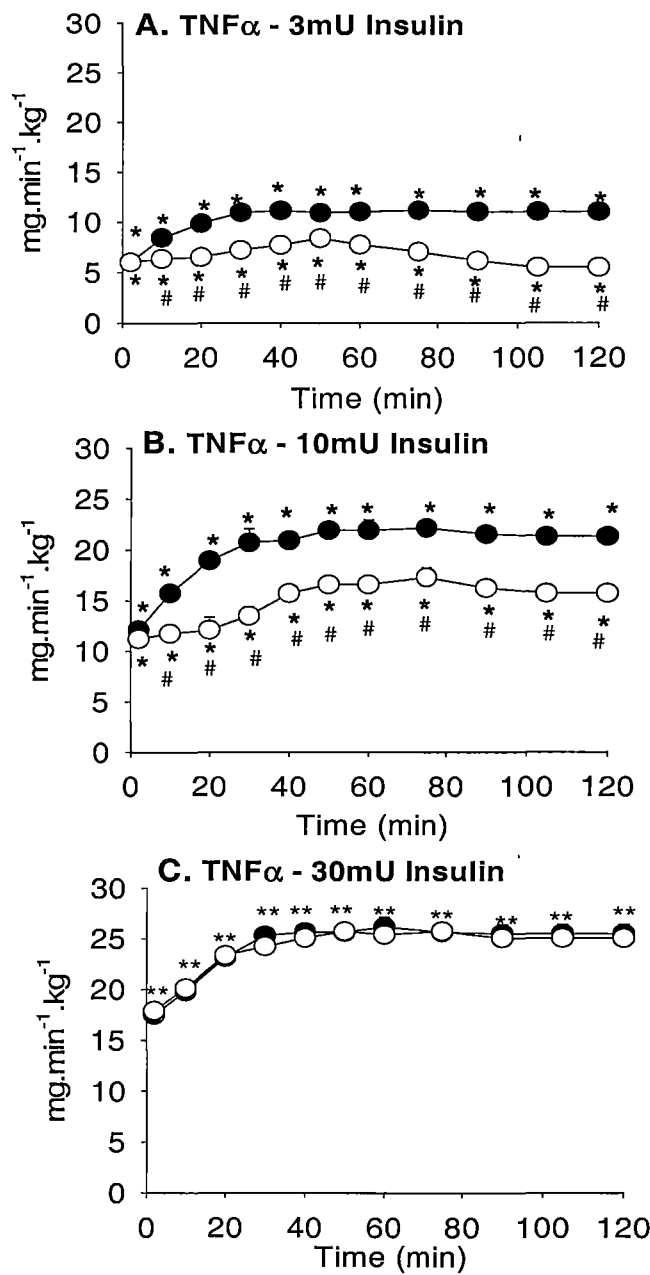 A. TNFα - 3mU Insulin
30
25
20
15
10
5
0
mg.min⁻¹.kg⁻¹
* * * * * * * * * * *
* * * * * * * * * * *
# # # # # # # # # #
0 20 40 60 80 100 120
Time (min)
B. TNFα - 10mU Insulin
30
25
20
15
10
5
0
mg.min⁻¹.kg⁻¹
* * * * * * * * * * *
* * * * * * * * * * *
# # # # # # # # # #
0 20 40 60 80 100 120
Time (min)
C. TNFα - 30mU Insulin
30
25
20
15
10
5
0
mg.min⁻¹.kg⁻¹
** ** ** ** ** ** ** ** ** ** **
0 20 40 60 80 100 120
Time (min)